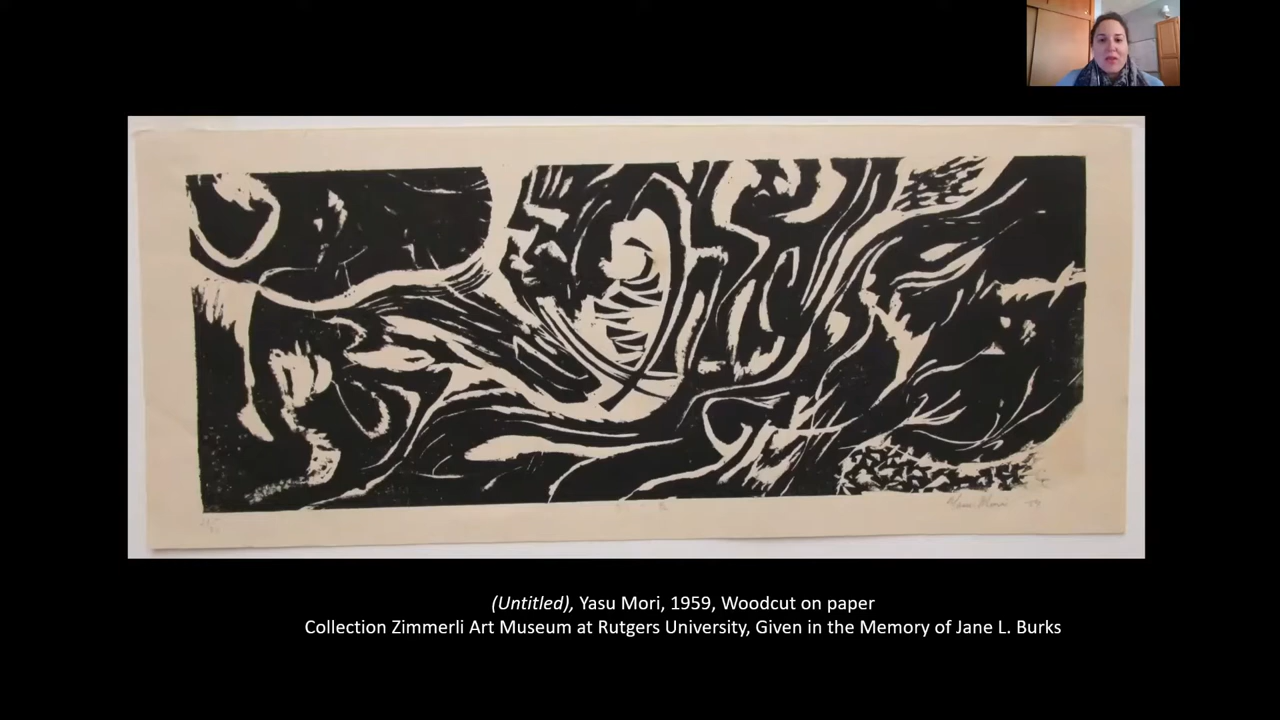 (Untitled), Yasu Mori, 1959, Woodcut on paper
Collection Zimmerli Art Museum at Rutgers University, Given in the Memory of Jane L. Burks